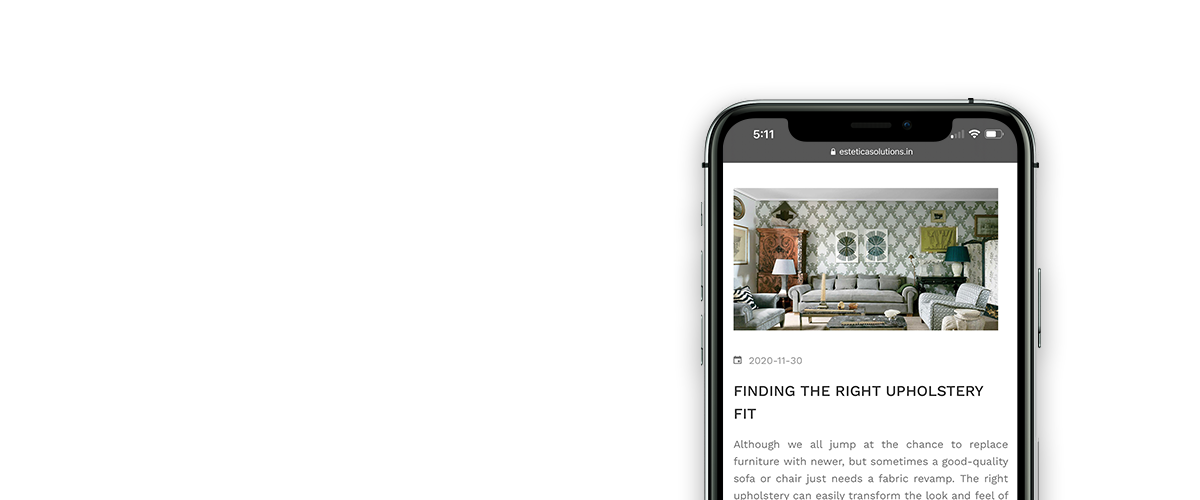 5:11
esteticasolutions.in
2020-11-30
FINDING THE RIGHT UPHOLSTERY
FIT
Although we all jump at the chance to replace
furniture with newer, but sometimes a good-quality
sofa or chair just needs a fabric revamp. The right
upholstery can easily transform the look and feel of